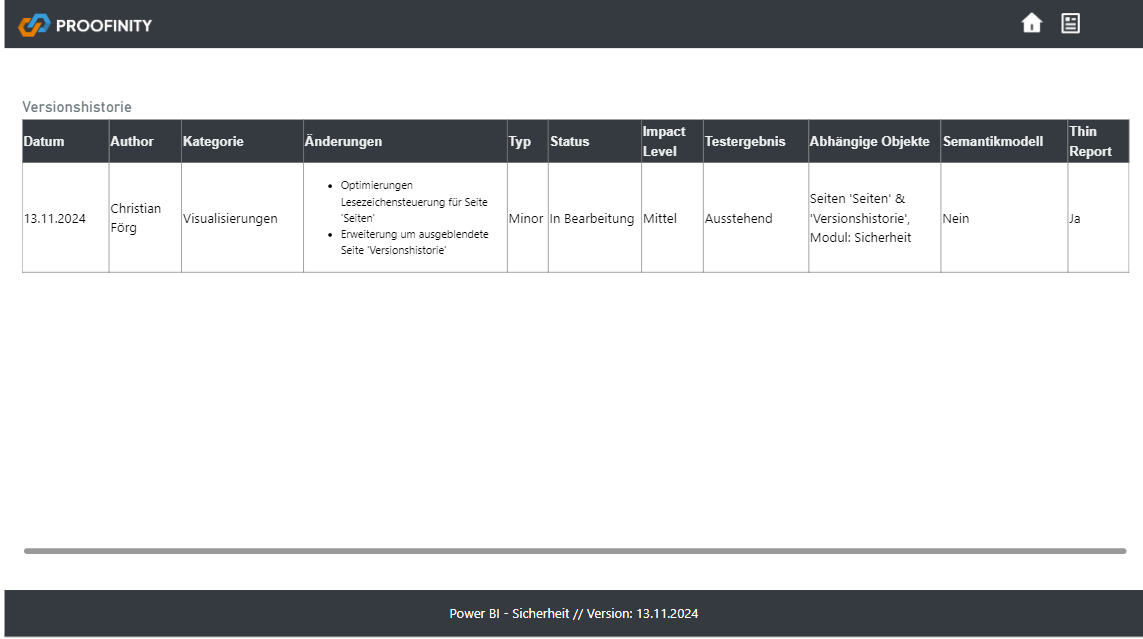 PROOFINITY
Versionshistorie
Datum Author Kategorie Änderungen Typ Status Impact Level Testergebnis Abhängige Objekte Semantikmodell Thin Report
13.11.2024
Christian
Förg
Visualisierungen
• Optimierungen
Lesezeichensteuerung für Seite
'Seiten'
• Erweiterung um ausgeblendete
Seite 'Versionshistorie'
Minor
In Bearbeitung
Mittel
Ausstehend
Seiten 'Seiten' &
'Versionshistorie',
Modul: Sicherheit
Nein
Ja
Power BI - Sicherheit // Version: 13.11.2024